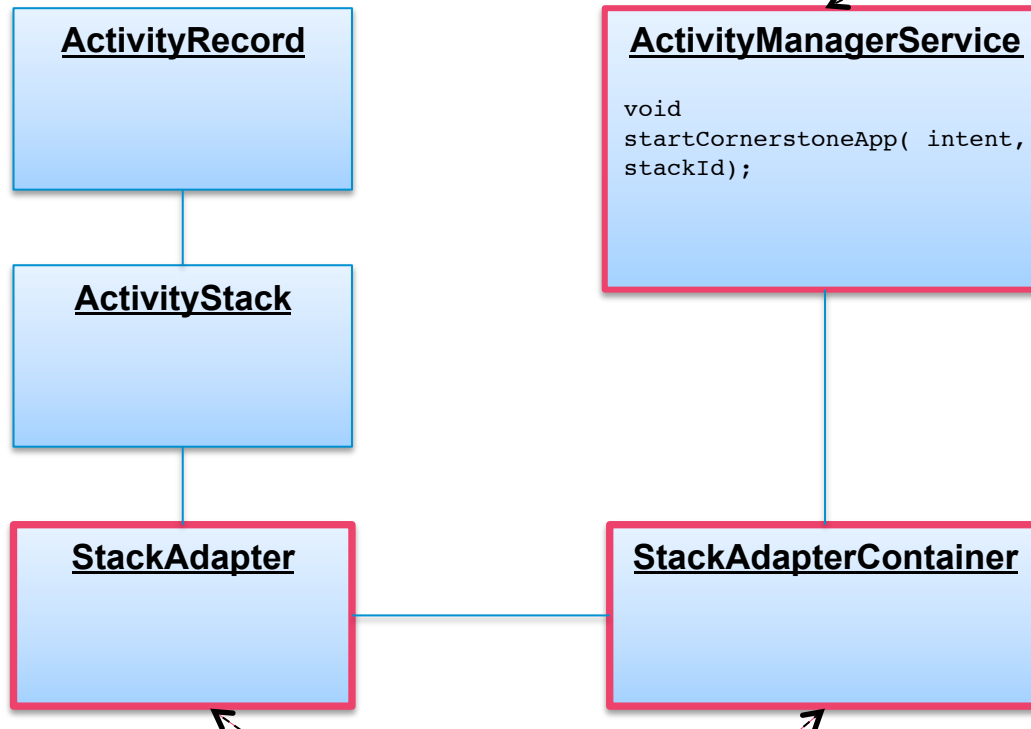 ActivityRecord
ActivityManagerService
void
startCornerstoneApp( intent,
stackId);
ActivityStack
StackAdapter
StackAdapterContainer